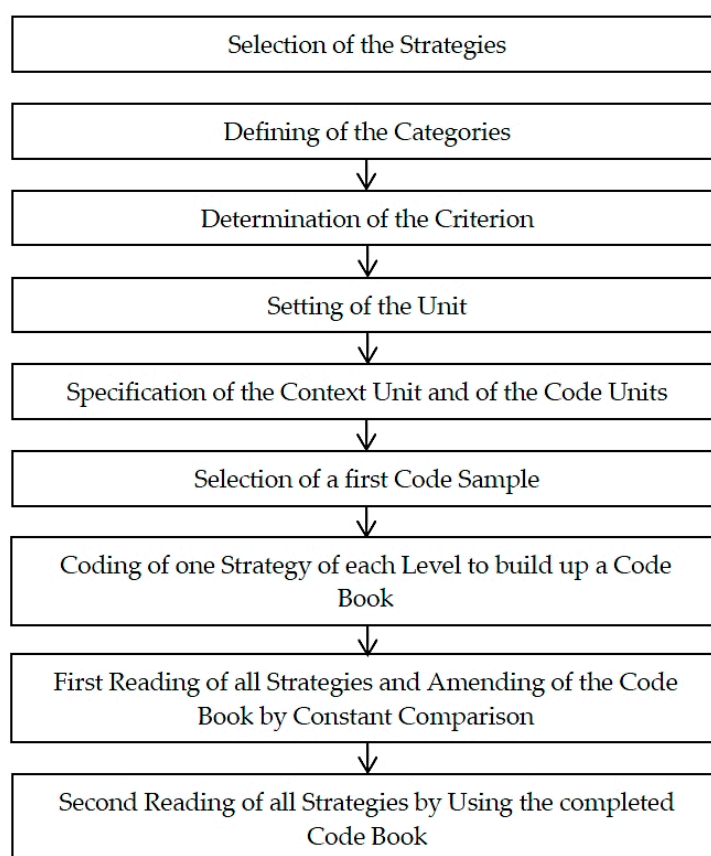 Selection of the Strategies
Defining of the Categories
Determination of the Criterion
Setting of the Unit
Specification of the Context Unit and of the Code Units
Selection of a first Code Sample
Coding of one Strategy of each Level to build up a Code
Book
First Reading of all Strategies and Amending of the Code
Book by Constant Comparison
Second Reading of all Strategies by Using the completed
Code Book